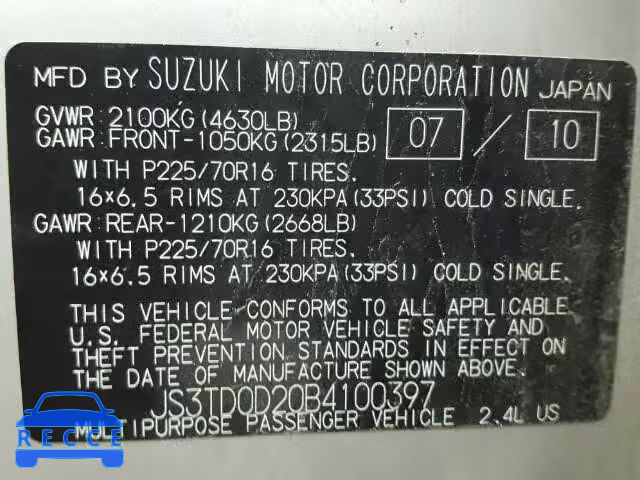 MFD BY SUZUKI MOTOR CORPORATION JAPAN
GVWR: 2100KG (4630LB)
GAWR: FRONT-1050KG (2315LB) 07 / 10
WITH P225/70R16 TIRES.
16×6.5 RIMS AT 230KPA (33PSI) COLD SINGLE.
GAWR: REAR-1210KG (2668LB)
WITH P225/70R16 TIRES.
16×6.5 RIMS AT 230KPA (33PSI) COLD SINGLE.
THIS VEHICLE CONFORMS TO ALL APPLICABLE
U.S. FEDERAL MOTOR VEHICLE SAFETY AND
THEFT PREVENTION STANDARDS IN EFFECT ON
THE DATE OF MANUFACTURE SHOWN ABOVE.
JS3TD0D20B4100397
MULTIPURPOSE PASSENGER VEHICLE 2.4L US
RECARS